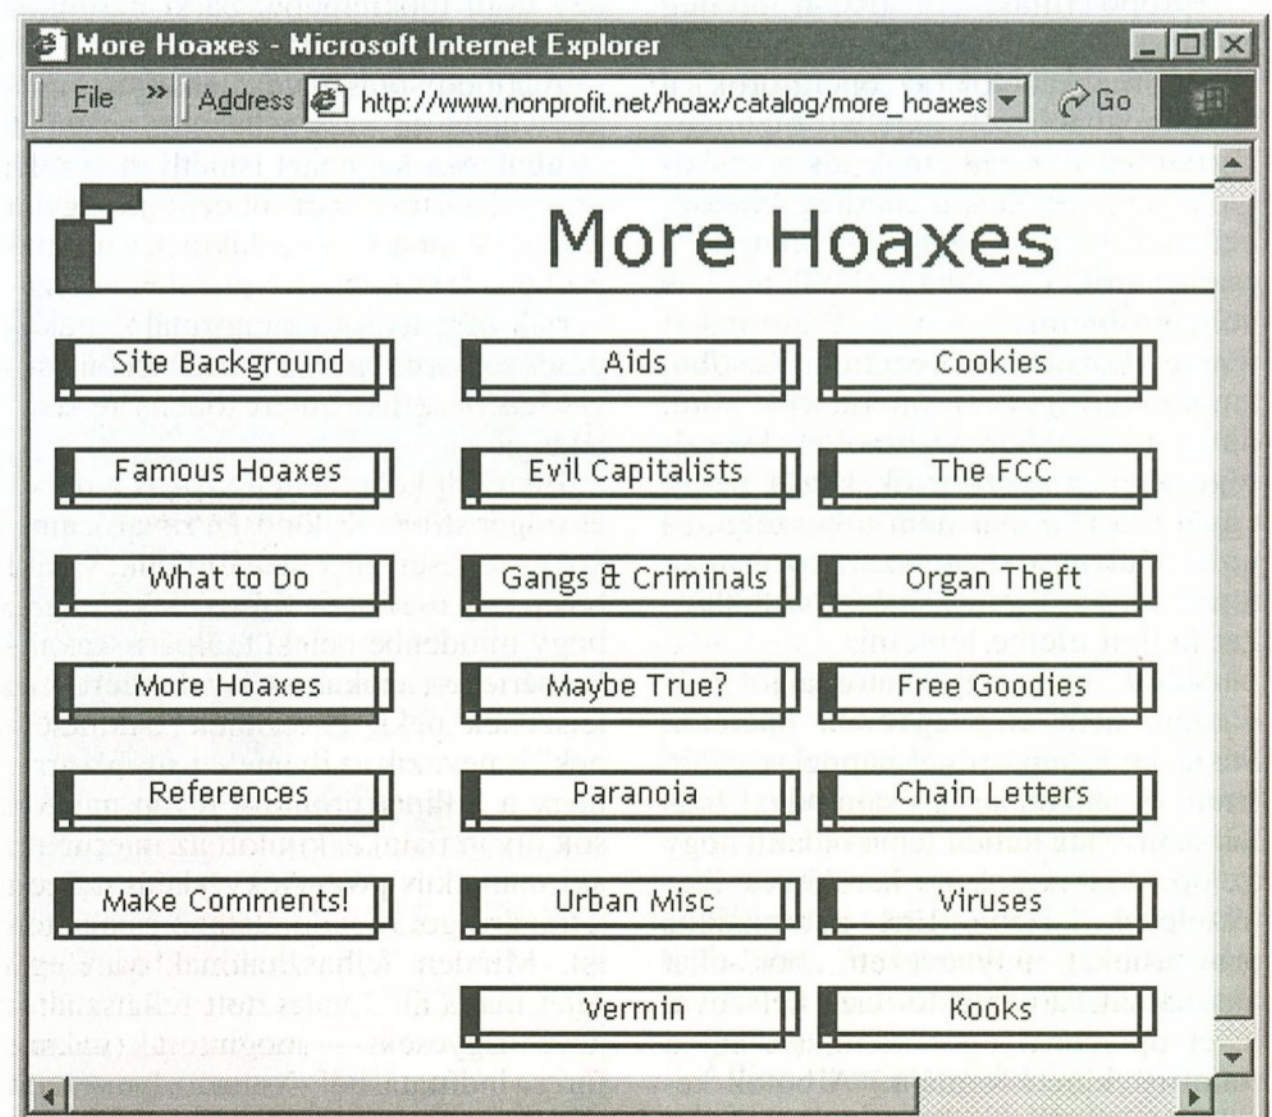 More Hoaxes - Microsoft Internet Explorer
File » Address http://www.nonprofit.net/hoax/catalog/more_hoaxes Go
More Hoaxes
Site Background Aids Cookies
Famous Hoaxes Evil Capitalists The FCC
What to Do Gangs & Criminals Organ Theft
More Hoaxes Maybe True? Free Goodies
References Paranoia Chain Letters
Make Comments! Urban Misc Viruses
Vermin Kooks